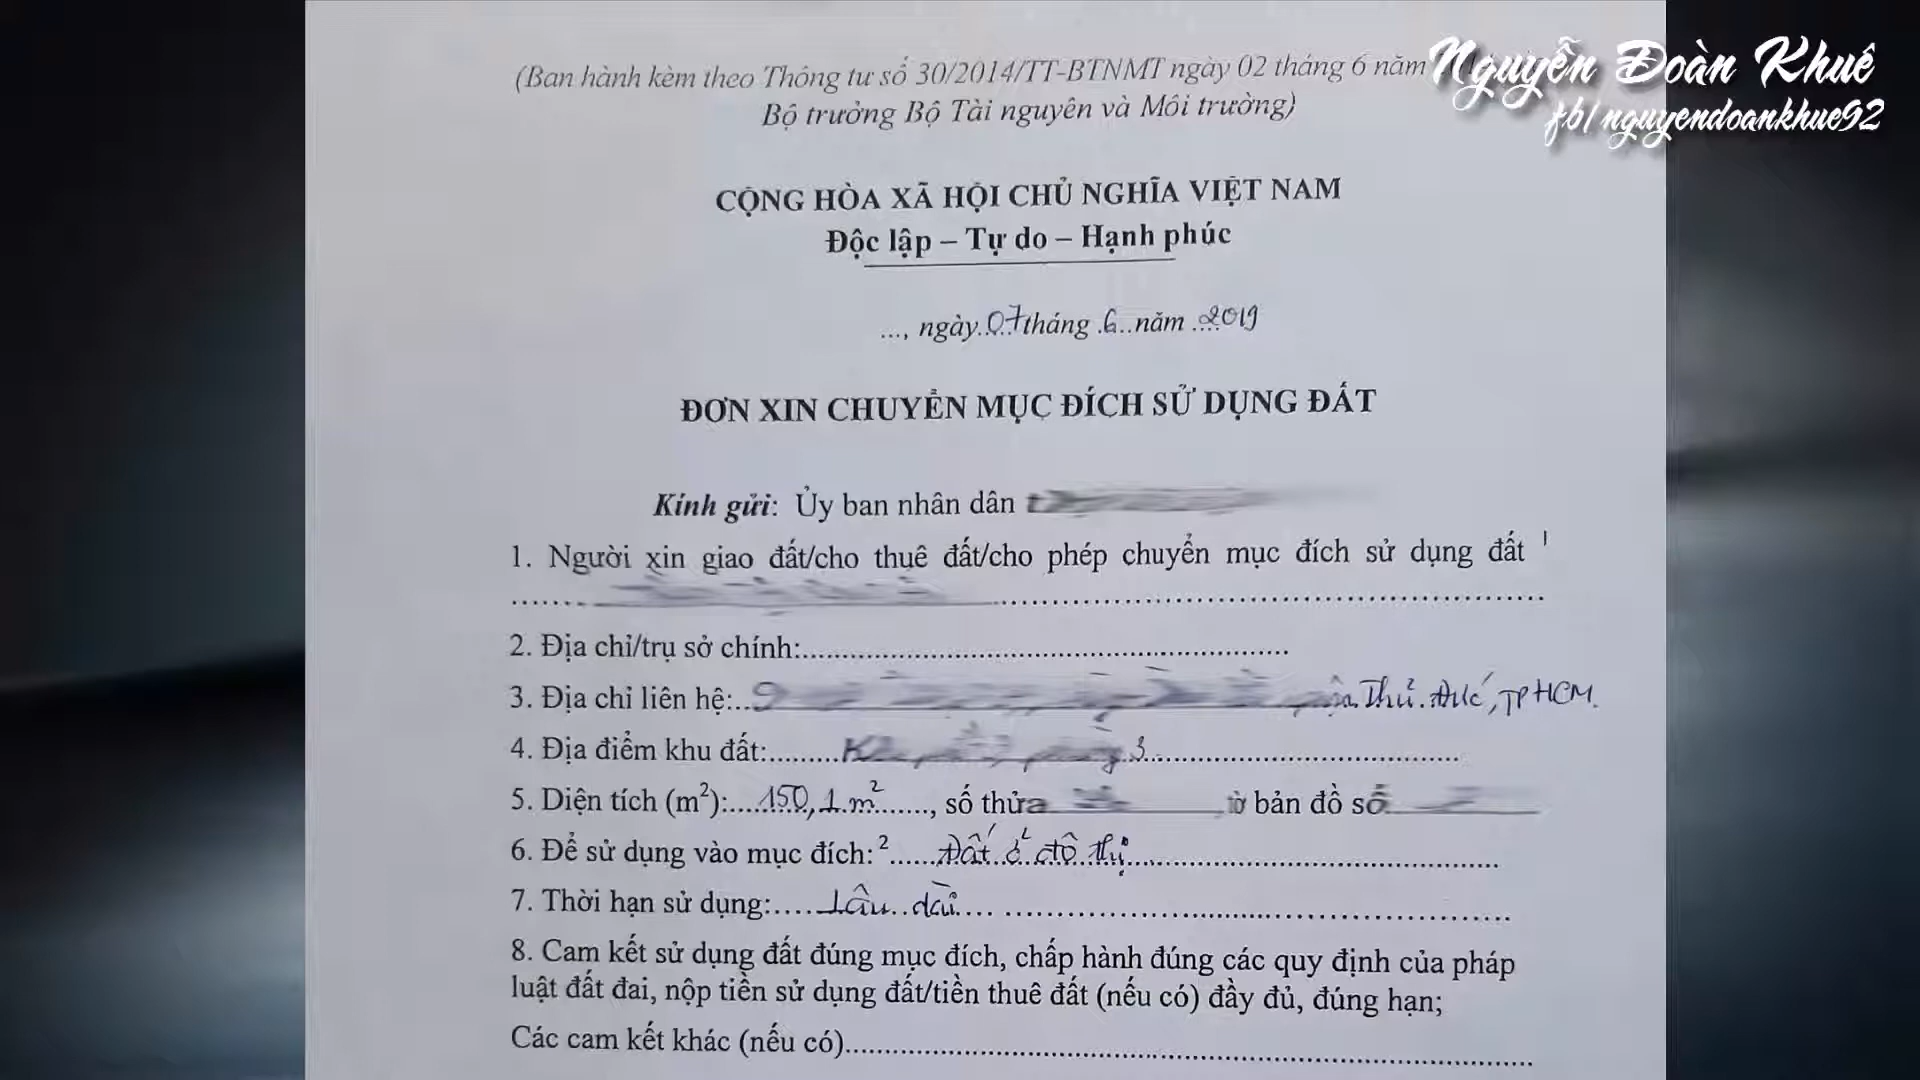 Nguyễn Đoàn Khuê
fb/nguyendoankhue92
(Ban hành kèm theo Thông tư số 30/2014/TT-BTNMT ngày 02 tháng 6 năm
Bộ trưởng Bộ Tài nguyên và Môi trường)
CỘNG HÒA XÃ HỘI CHỦ NGHĨA VIỆT NAM
Độc lập – Tự do – Hạnh phúc
..., ngày..07 tháng .6..năm ....2019
ĐƠN XIN CHUYỂN MỤC ĐÍCH SỬ DỤNG ĐẤT
Kính gửi: Ủy ban nhân dân
1. Người xin giao đất/cho thuê đất/cho phép chuyển mục đích sử dụng đất 1
2. Địa chỉ/trụ sở chính:
3. Địa chỉ liên hệ: Thủ Đức, TP HCM.
4. Địa điểm khu đất: 3
5. Diện tích (m2):....150,1 m2......, số thửa tờ bản đồ số
6. Để sử dụng vào mục đích: 2......Đất ở đô thị
7. Thời hạn sử dụng:....Lâu dài....
8. Cam kết sử dụng đất đúng mục đích, chấp hành đúng các quy định của pháp
luật đất đai, nộp tiền sử dụng đất/tiền thuê đất (nếu có) đầy đủ, đúng hạn;
Các cam kết khác (nếu có)